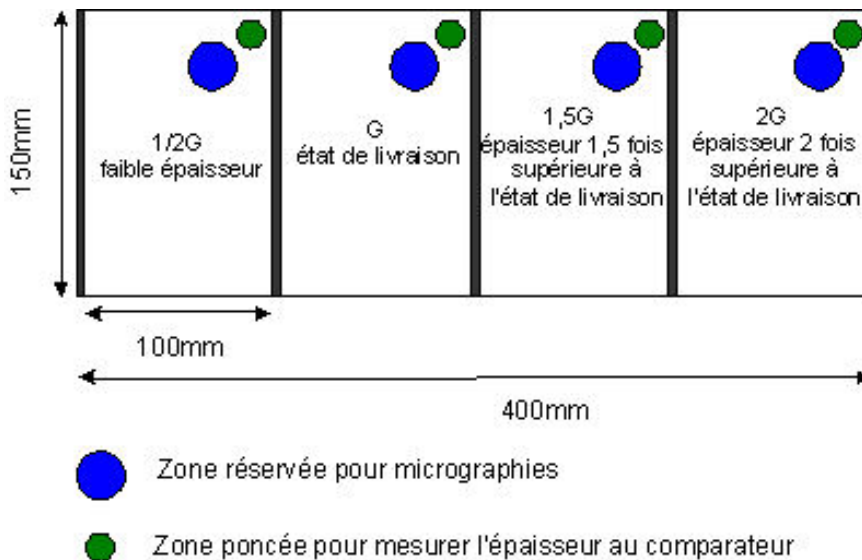 150mm
1/2G
faible épaisseur
G
état de livraison
1,5G
épaisseur 1,5 fois
supérieure à
l'état de livraison
2G
épaisseur 2 fois
supérieure à
l'état de livraison
100mm
400mm
Zone réservée pour micrographies
Zone poncée pour mesurer l'épaisseur au comparateur